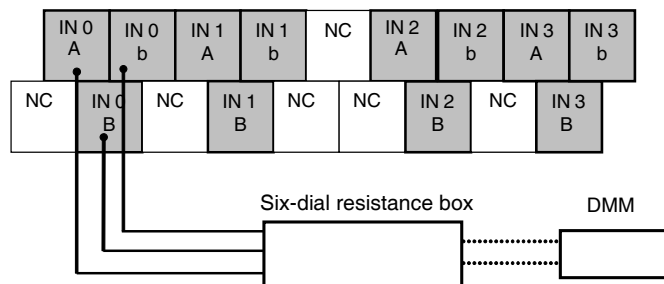 IN 0 IN 0 IN 1 IN 1 NC IN 2 IN 2 IN 3 IN 3
A b A b A b A b
NC IN 0 NC IN 1 NC NC IN 2 NC IN 3
B B B B
Six-dial resistance box DMM